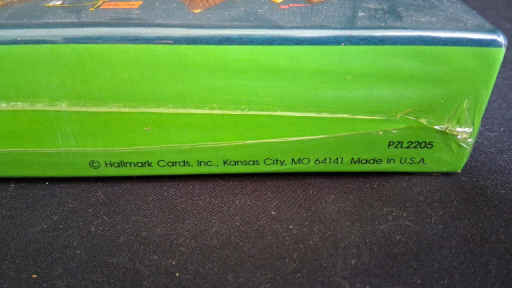 PZL2205
© Hallmark Cards, Inc., Kansas City, MO 64141 Made in U.S.A.